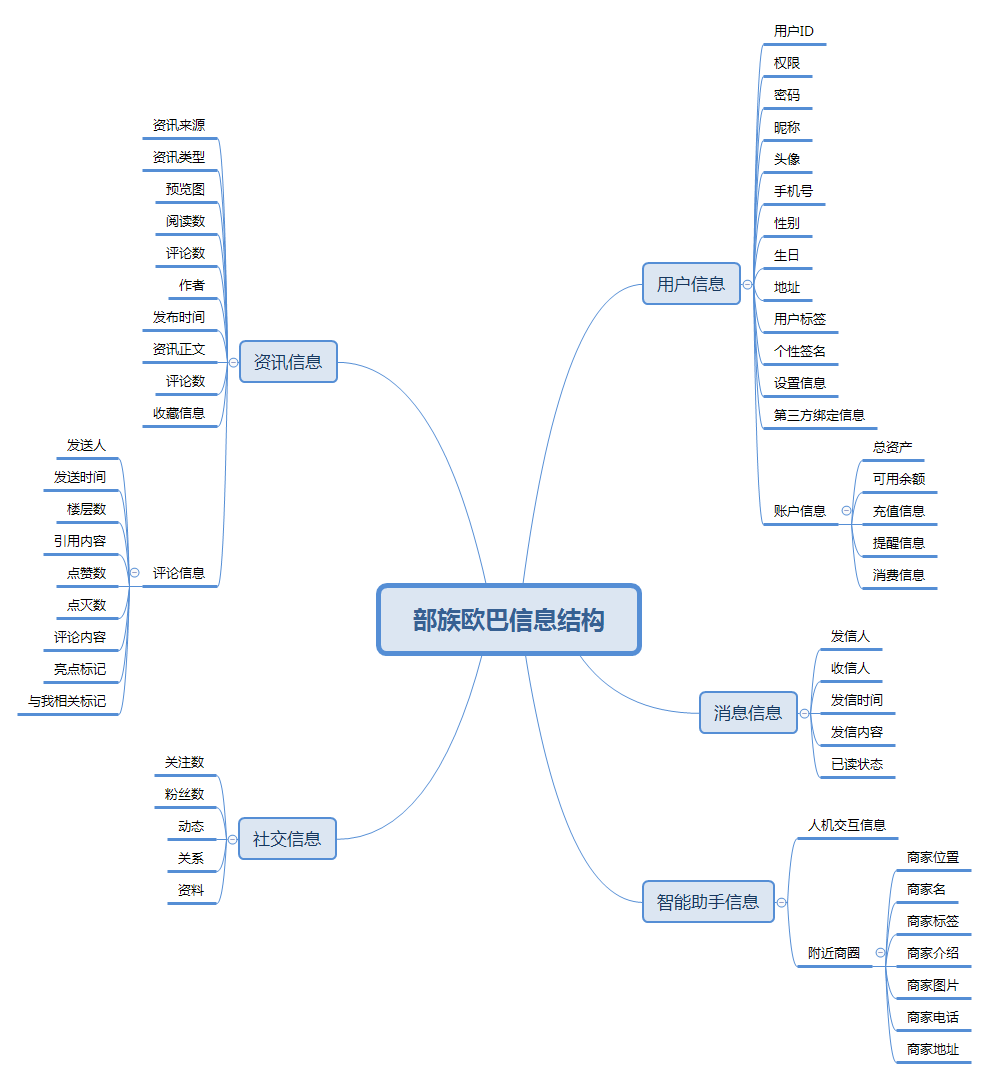 部族欧巴信息结构
用户信息
用户ID
权限
密码
昵称
头像
手机号
性别
生日
地址
用户标签
个性签名
设置信息
第三方绑定信息
账户信息
总资产
可用余额
充值信息
提醒信息
消费信息
消息信息
发信人
收信人
发信时间
发信内容
已读状态
智能助手信息
人机交互信息
附近商圈
商家位置
商家名
商家标签
商家介绍
商家图片
商家电话
商家地址
资讯信息
资讯来源
资讯类型
预览图
阅读数
评论数
作者
发布时间
资讯正文
评论数
收藏信息
评论信息
发送人
发送时间
楼层数
引用内容
点赞数
点灭数
评论内容
亮点标记
与我相关标记
社交信息
关注数
粉丝数
动态
关系
资料